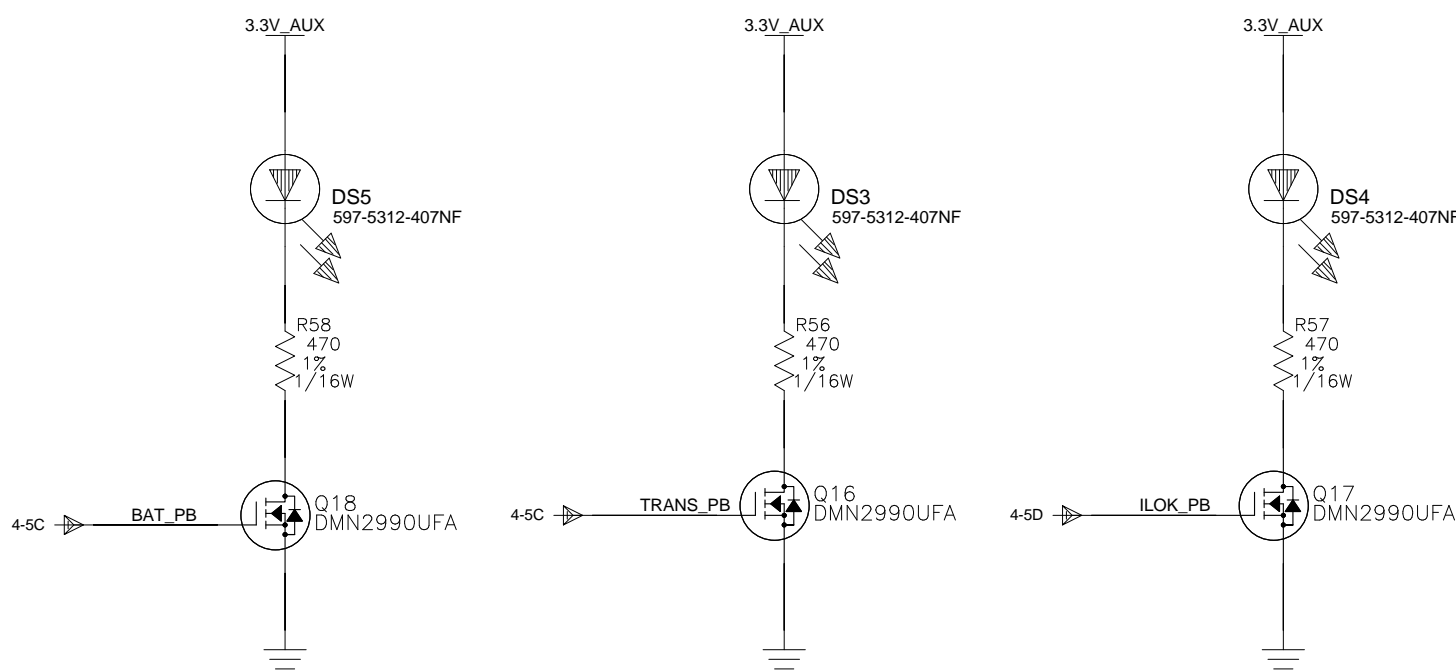 3.3V_AUX
DS5
597-5312-407NF
R58
470
1%
1/16W
Q18
DMN2990UFA
4-5C
BAT_PB
3.3V_AUX
DS3
597-5312-407NF
R56
470
1%
1/16W
Q16
DMN2990UFA
4-5C
TRANS_PB
3.3V_AUX
DS4
597-5312-407NF
R57
470
1%
1/16W
Q17
DMN2990UFA
4-5D
ILOK_PB